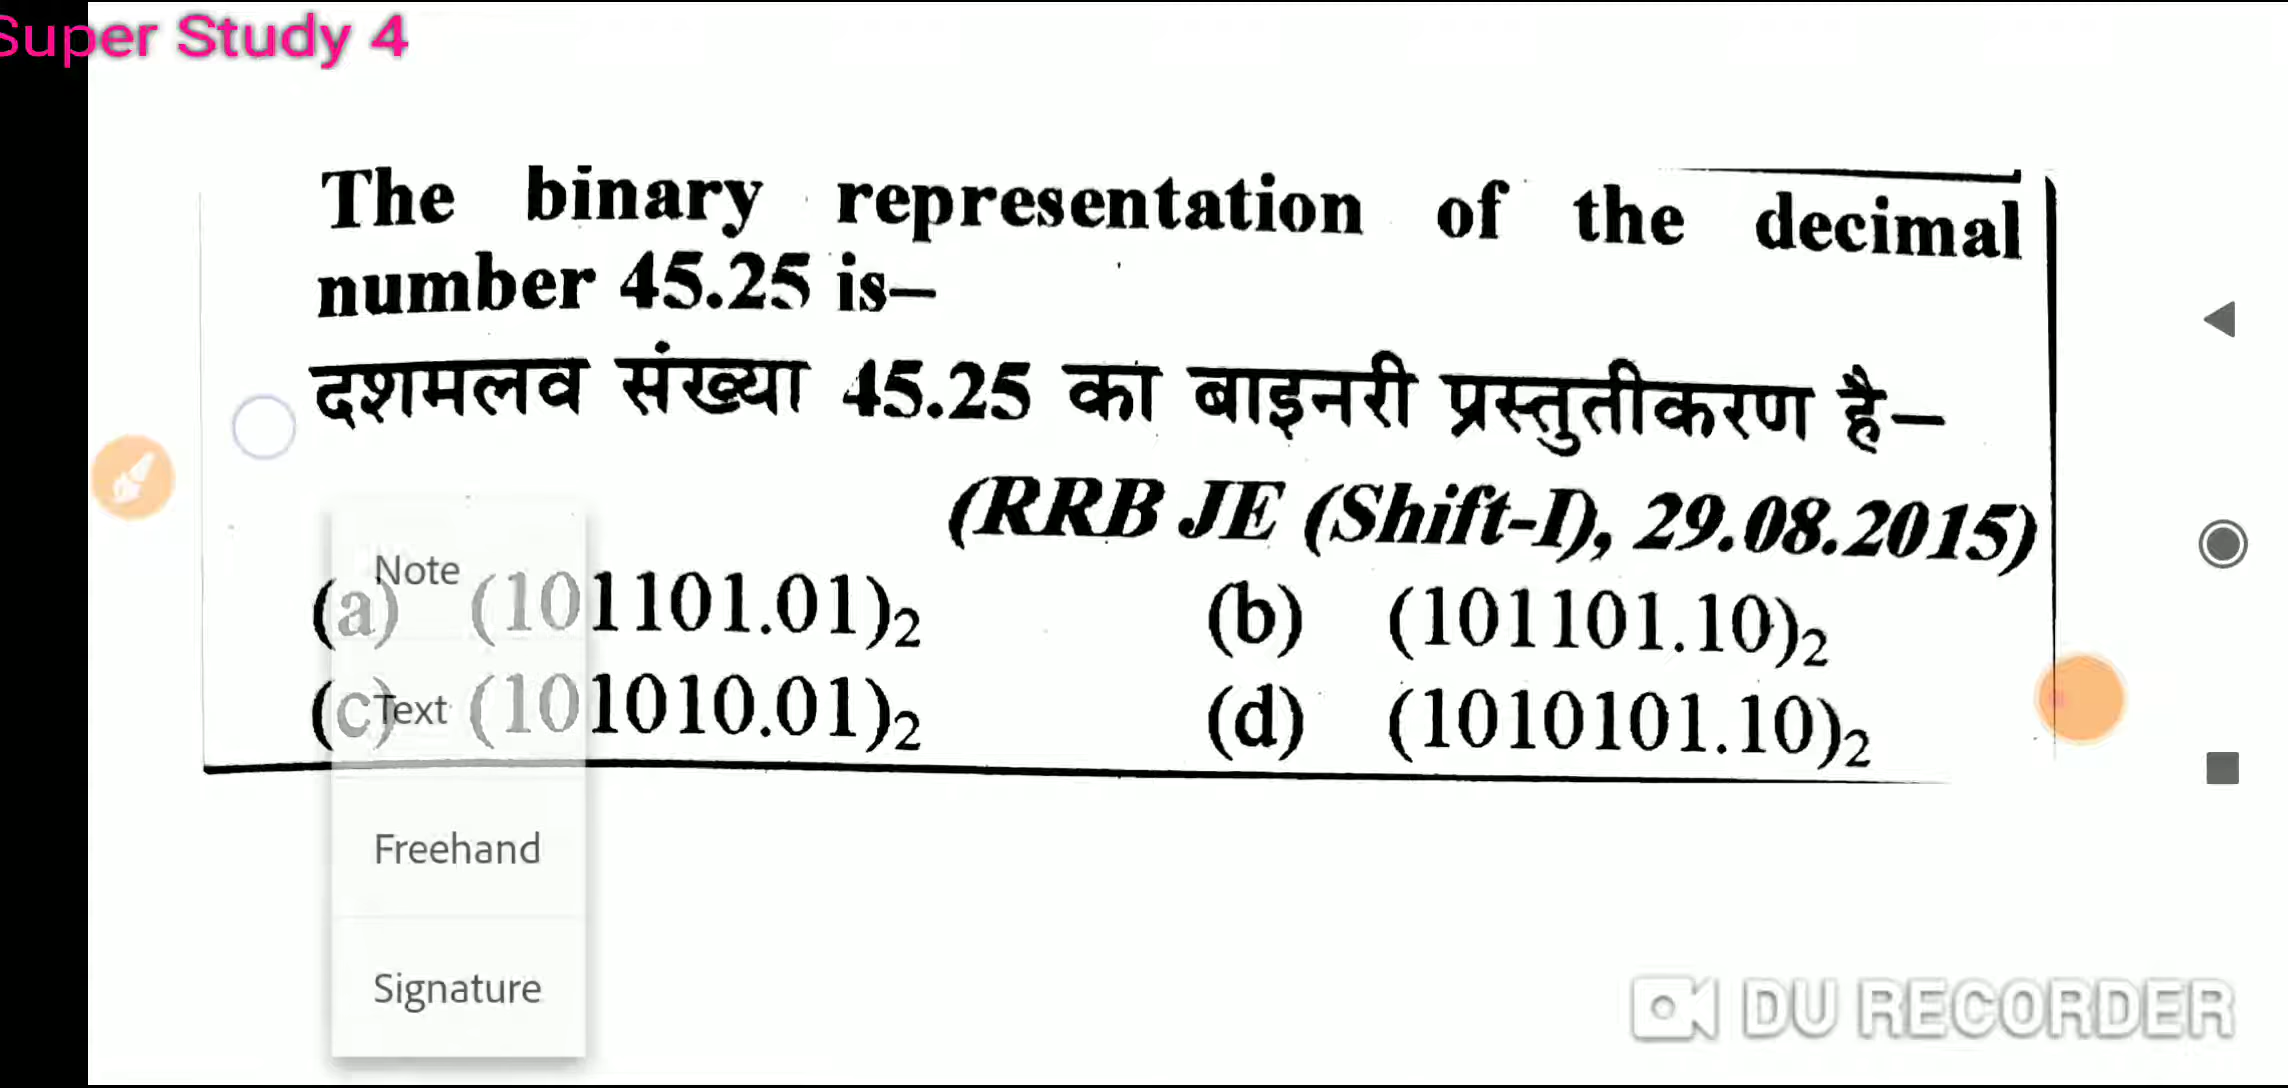 Super Study 4
The binary representation of the decimal
number 45.25 is–
दशमलव संख्या 45.25 का बाइनरी प्रस्तुतीकरण है–
(RRB JE (Shift-I), 29.08.2015)
Note
(a) (101101.01)₂ (b) (101101.10)₂
Text
(c) (101010.01)₂ (d) (1010101.10)₂
Freehand
Signature
DU RECORDER